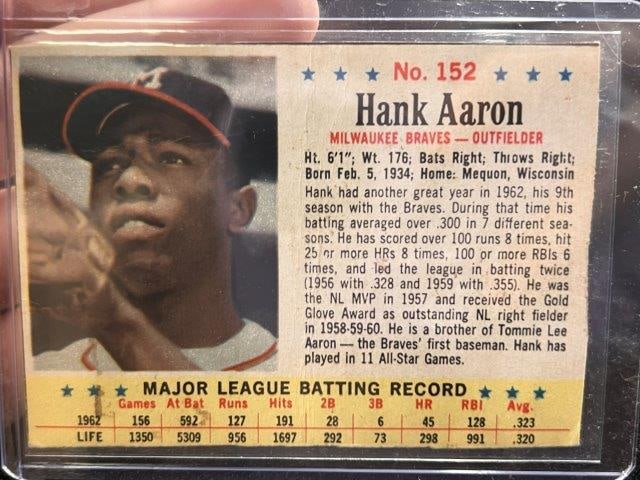 ★ ★ ★ No. 152 ★ ★ ★
Hank Aaron
MILWAUKEE BRAVES — OUTFIELDER
Ht. 6'1"; Wt. 176; Bats Right; Throws Right;
Born Feb. 5, 1934; Home: Mequon, Wisconsin
Hank had another great year in 1962, his 9th
season with the Braves. During that time his
batting averaged over .300 in 7 different sea-
sons. He has scored over 100 runs 8 times, hit
25 or more HRs 8 times, 100 or more RBIs 6
times, and led the league in batting twice
(1956 with .328 and 1959 with .355). He was
the NL MVP in 1957 and received the Gold
Glove Award as outstanding NL right fielder
in 1958-59-60. He is a brother of Tommie Lee
Aaron — the Braves' first baseman. Hank has
played in 11 All-Star Games.
★ ★ ★ MAJOR LEAGUE BATTING RECORD ★ ★ ★
Games At Bat Runs Hits 2B 3B HR RBI Avg.
1962 156 592 127 191 28 6 45 128 .323
LIFE 1350 5309 956 1697 292 73 298 991 .320